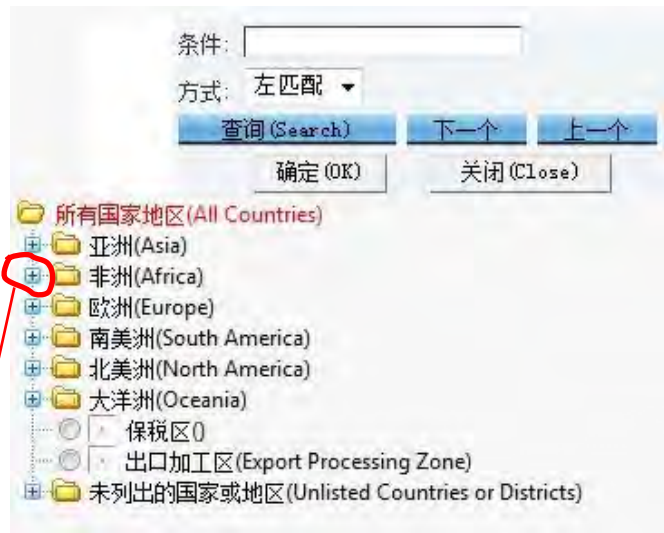 条件:
方式: 左匹配
查询(Search) 下一个 上一个
确定(OK) 关闭(Close)
所有国家地区(All Countries)
亚洲(Asia)
非洲(Africa)
欧洲(Europe)
南美洲(South America)
北美洲(North America)
大洋洲(Oceania)
保税区()
出口加工区(Export Processing Zone)
未列出的国家或地区(Unlisted Countries or Districts)